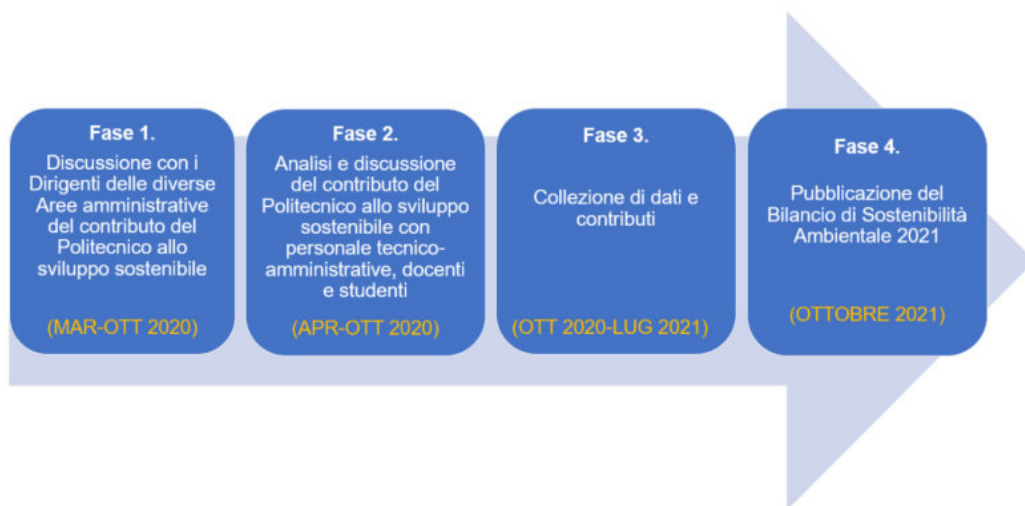 Fase 1.
Discussione con i
Dirigenti delle diverse
Aree amministrative
del contributo del
Politecnico allo
sviluppo sostenibile
(MAR-OTT 2020)
Fase 2.
Analisi e discussione
del contributo del
Politecnico allo sviluppo
sostenibile con
personale tecnico-
amministrative, docenti
e studenti
(APR-OTT 2020)
Fase 3.
Collezione di dati e
contributi
(OTT 2020-LUG 2021)
Fase 4.
Pubblicazione del
Bilancio di Sostenibilità
Ambientale 2021
(OTTOBRE 2021)